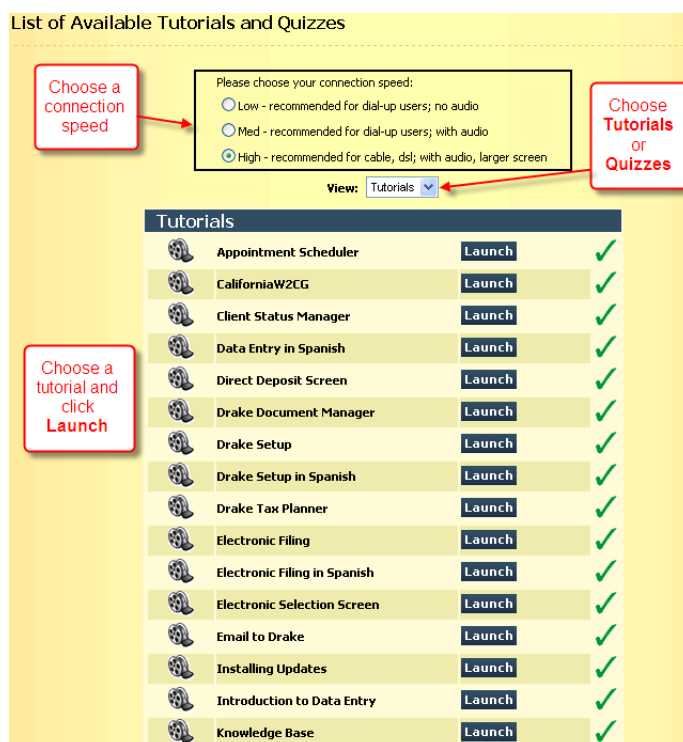 List of Available Tutorials and Quizzes
Choose a
connection
speed
Please choose your connection speed:
Low - recommended for dial-up users; no audio
Med - recommended for dial-up users; with audio
High - recommended for cable, dsl; with audio, larger screen
Choose
Tutorials
or
Quizzes
View: Tutorials
Tutorials
Appointment Scheduler Launch
CaliforniaW2CG Launch
Client Status Manager Launch
Data Entry in Spanish Launch
Choose a
tutorial and
click
Launch
Direct Deposit Screen Launch
Drake Document Manager Launch
Drake Setup Launch
Drake Setup in Spanish Launch
Drake Tax Planner Launch
Electronic Filing Launch
Electronic Filing in Spanish Launch
Electronic Selection Screen Launch
Email to Drake Launch
Installing Updates Launch
Introduction to Data Entry Launch
Knowledge Base Launch